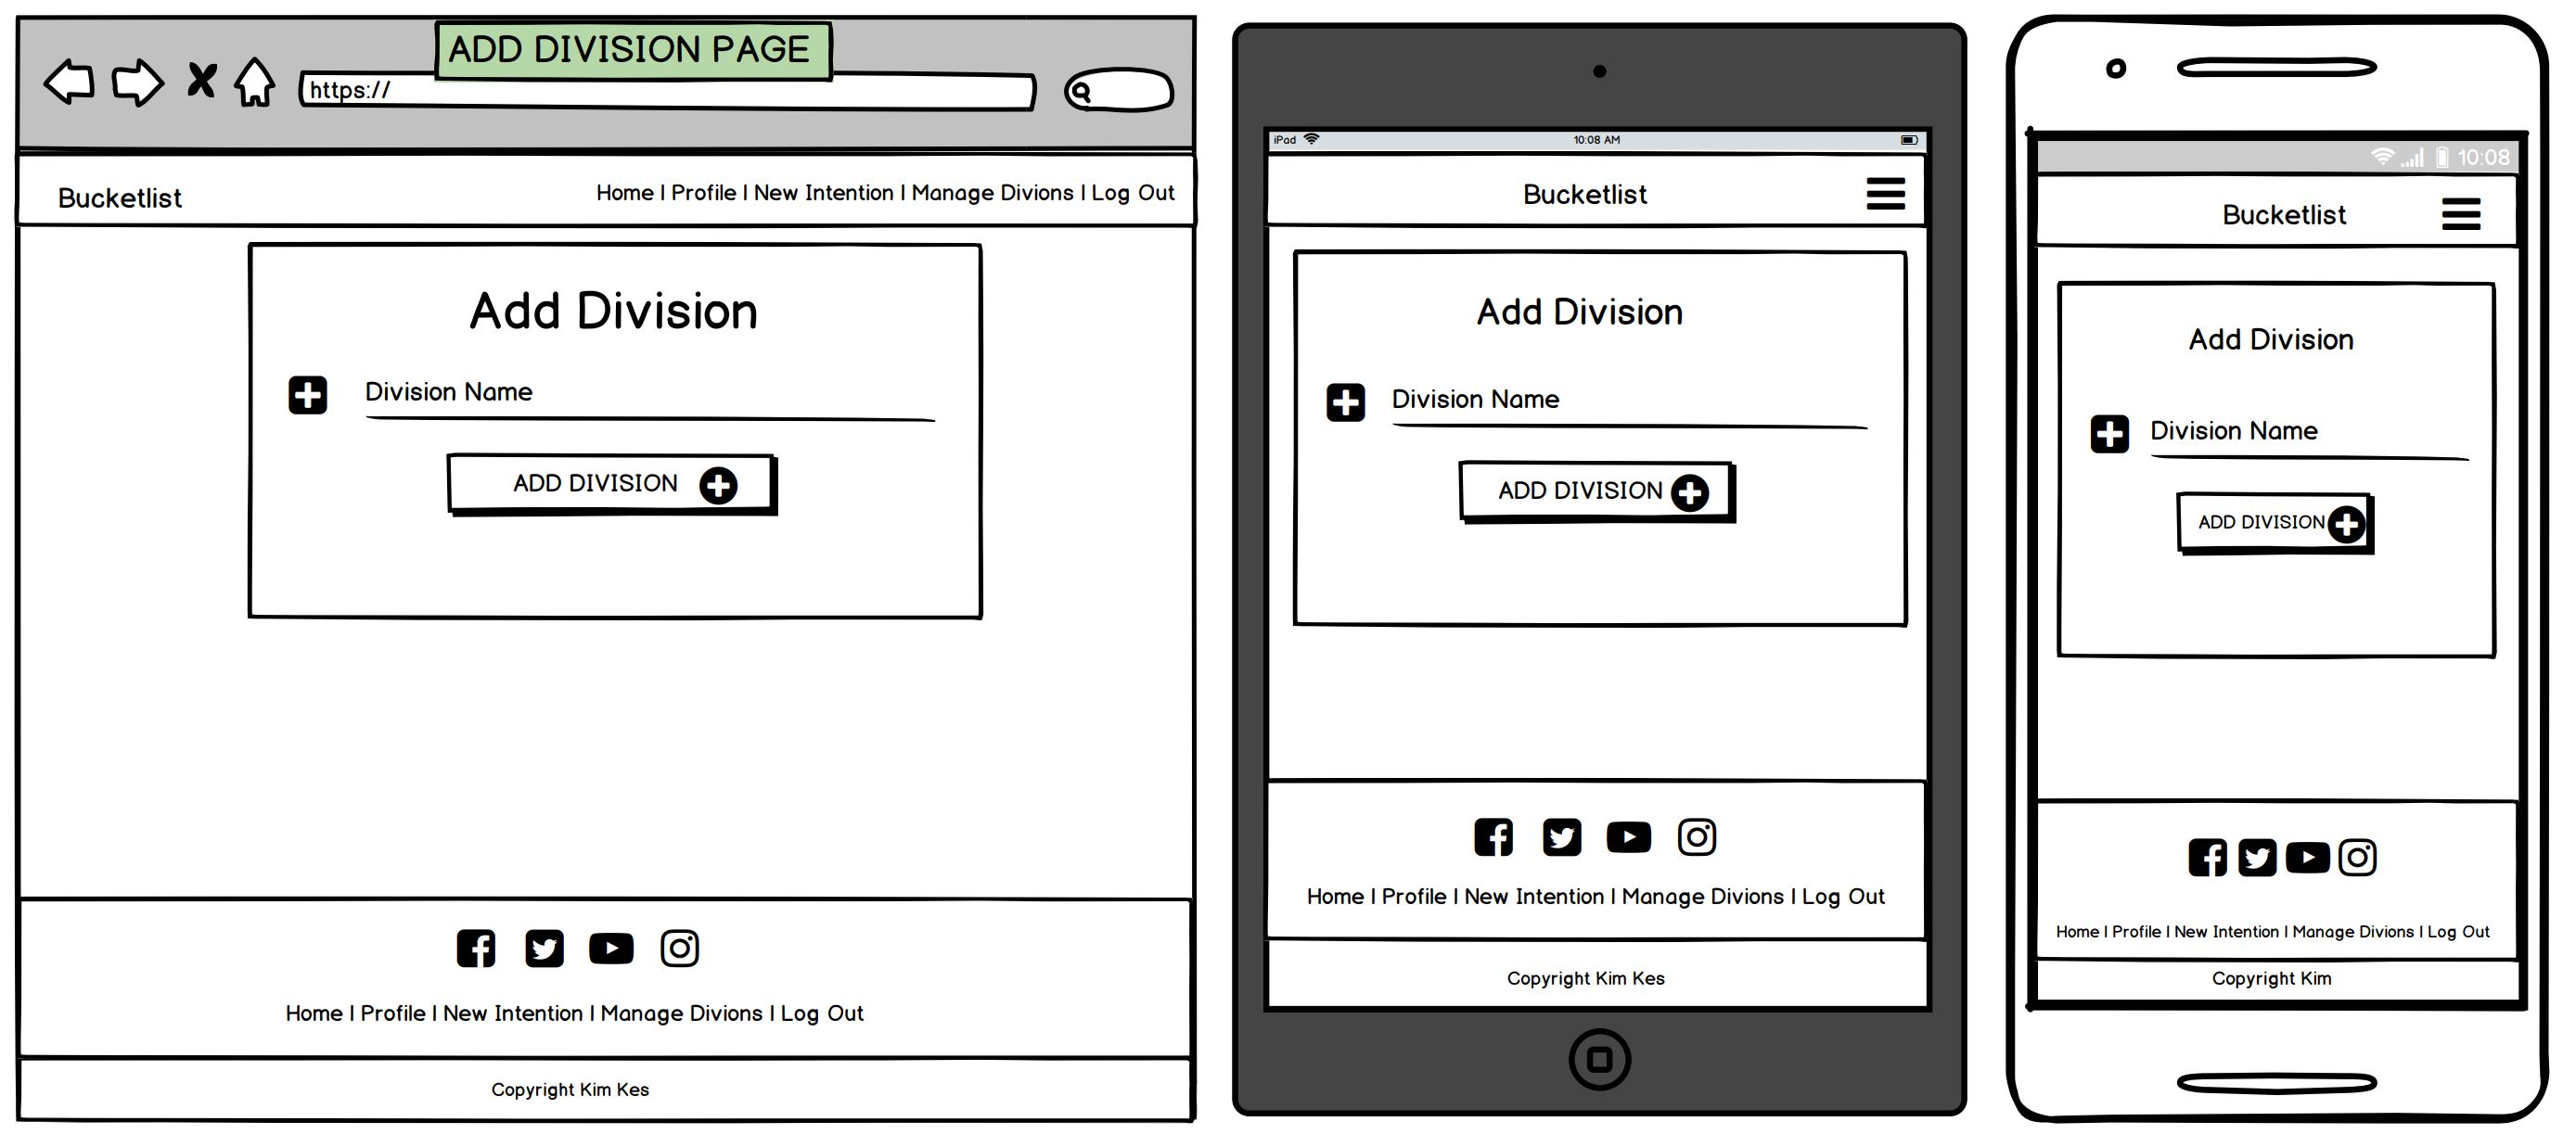 ADD DIVISION PAGE
https://
Bucketlist
Home | Profile | New Intention | Manage Divions | Log Out
Add Division
Division Name
ADD DIVISION
Home | Profile | New Intention | Manage Divions | Log Out
Copyright Kim Kes
iPad 10:08 AM
Bucketlist
Add Division
Division Name
ADD DIVISION
Home | Profile | New Intention | Manage Divions | Log Out
Copyright Kim Kes
10:08
Bucketlist
Add Division
Division Name
ADD DIVISION
Home | Profile | New Intention | Manage Divions | Log Out
Copyright Kim